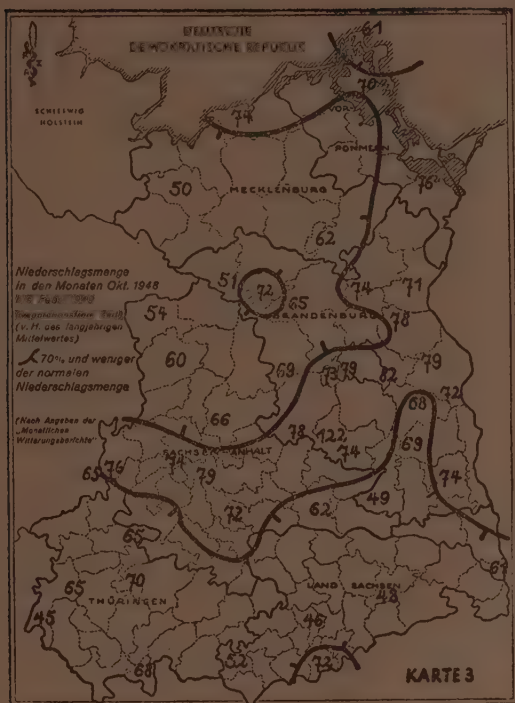 DEMOKRATISCHE REPUBLIK
61
SCHLESWIG
HOLSTEIN
70
74
VOR-
POMMERN
76
50
MECKLENBURG
62
Niederschlagsmenge
in den Monaten Okt. 1948
(v. H. des langjährigen
Mittelwertes)
70% und weniger
der normalen
Niederschlagsmenge
(Nach Angaben der
„Monatlichen
Witterungsberichte"
51
72
65
74
71
BRANDENBURG
78
54
60
69
73
79
82
79
72
68
66
78
122
69
SACHSEN-ANHALT
74
65
76
74
79
74
72
62
49
65
61
65
70
THÜRINGEN
LAND SACHSEN
48
45
46
68
52
72
KARTE 3